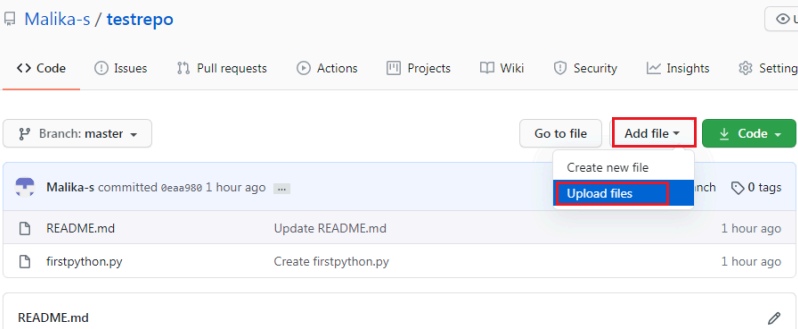 Malika-s / testrepo
Code Issues Pull requests Actions Projects Wiki Security Insights Setting
Branch: master Go to file Add file Code
Create new file
Upload files
Malika-s committed 0eaa980 1 hour ago ... nch 0 tags
README.md Update README.md 1 hour ago
firstpython.py Create firstpython.py 1 hour ago
README.md